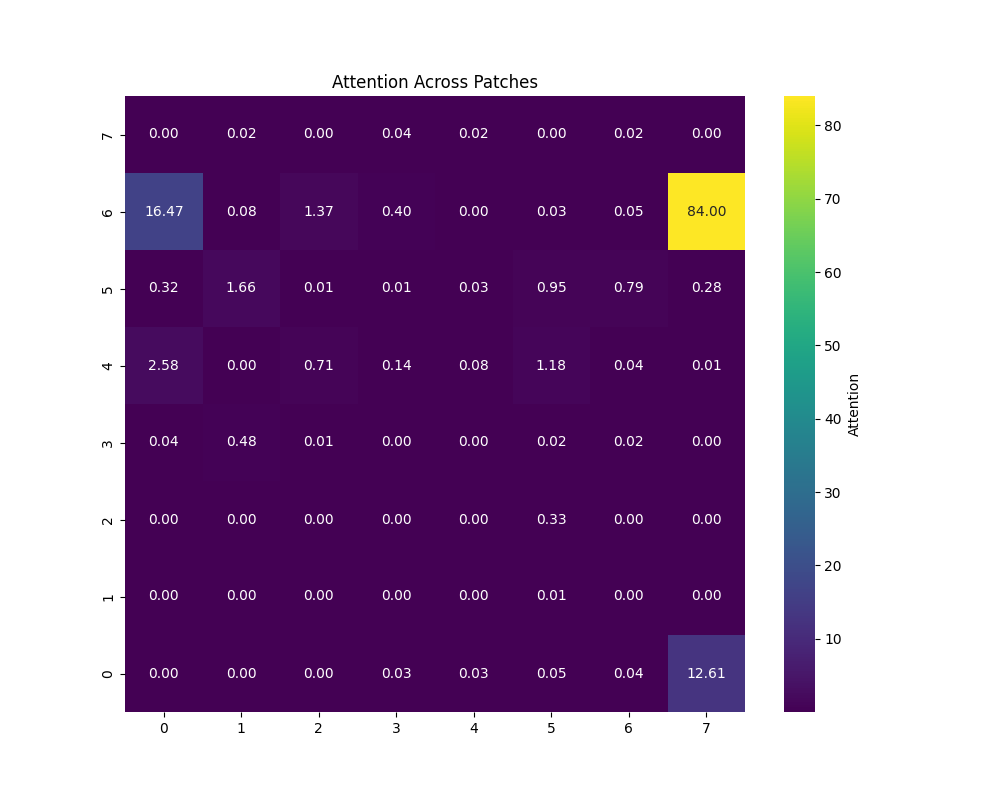 Attention Across Patches
7 0.00 0.02 0.00 0.04 0.02 0.00 0.02 0.00
6 16.47 0.08 1.37 0.40 0.00 0.03 0.05 84.00
5 0.32 1.66 0.01 0.01 0.03 0.95 0.79 0.28
4 2.58 0.00 0.71 0.14 0.08 1.18 0.04 0.01
3 0.04 0.48 0.01 0.00 0.00 0.02 0.02 0.00
2 0.00 0.00 0.00 0.00 0.00 0.33 0.00 0.00
1 0.00 0.00 0.00 0.00 0.00 0.01 0.00 0.00
0 0.00 0.00 0.00 0.03 0.03 0.05 0.04 12.61
0 1 2 3 4 5 6 7
80
70
60
50
40
30
20
10
Attention